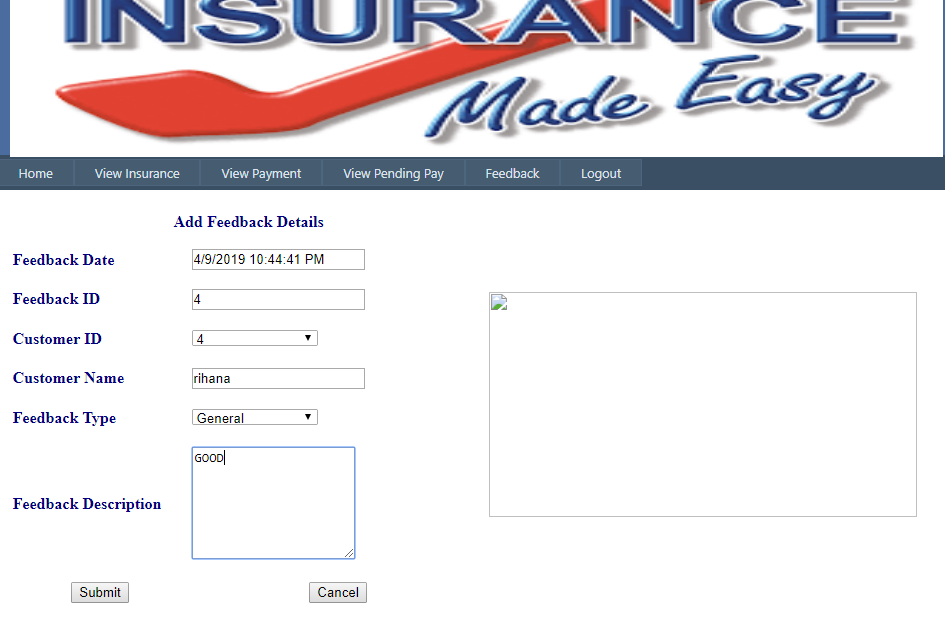 INSURANCE
Made Easy
Home View Insurance View Payment View Pending Pay Feedback Logout
Add Feedback Details
Feedback Date 4/9/2019 10:44:41 PM
Feedback ID 4
Customer ID 4
Customer Name rihana
Feedback Type General
Feedback Description GOOD
Submit Cancel